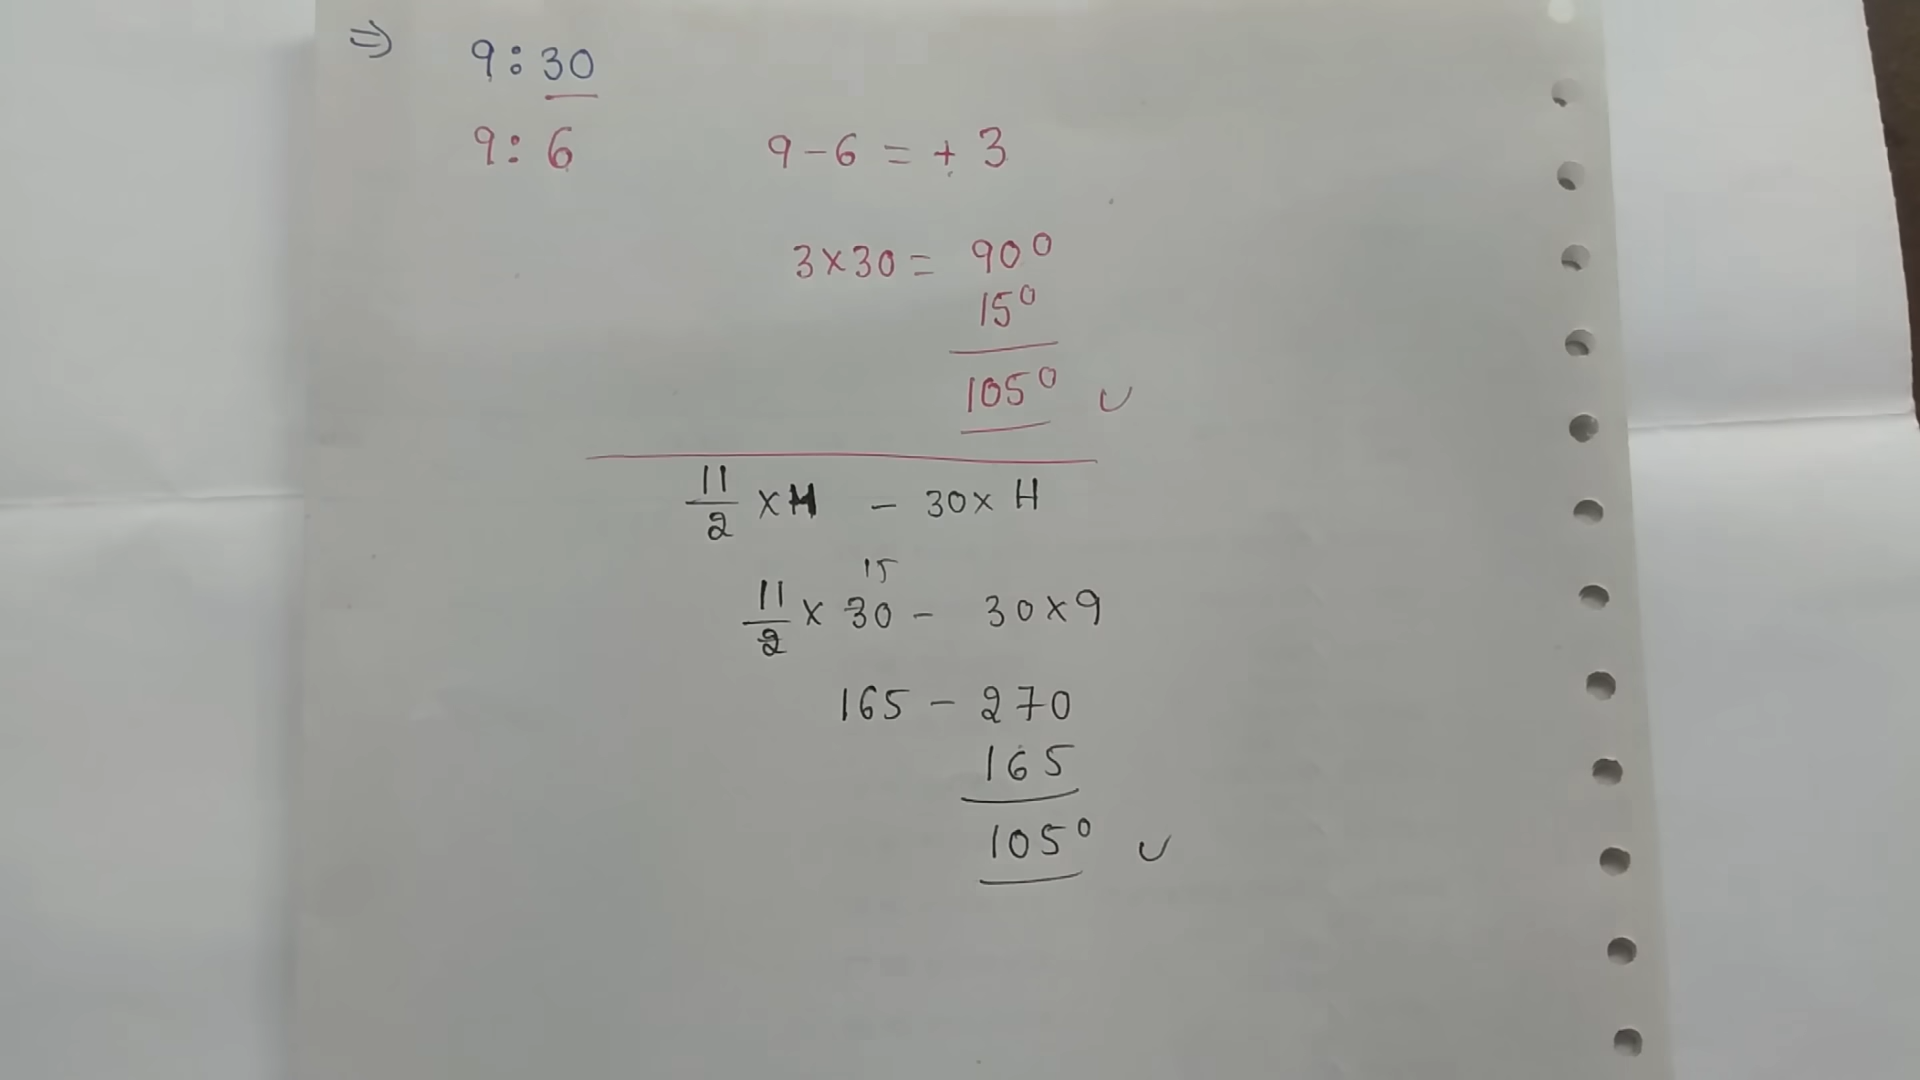 ⇒ 9:30
9: 6 9-6 = + 3
3×30 = 90°
15°
105° ✓
11/2 ×M - 30× H
15
11/2 × 30 - 30×9
165 - 270
165
105° ✓